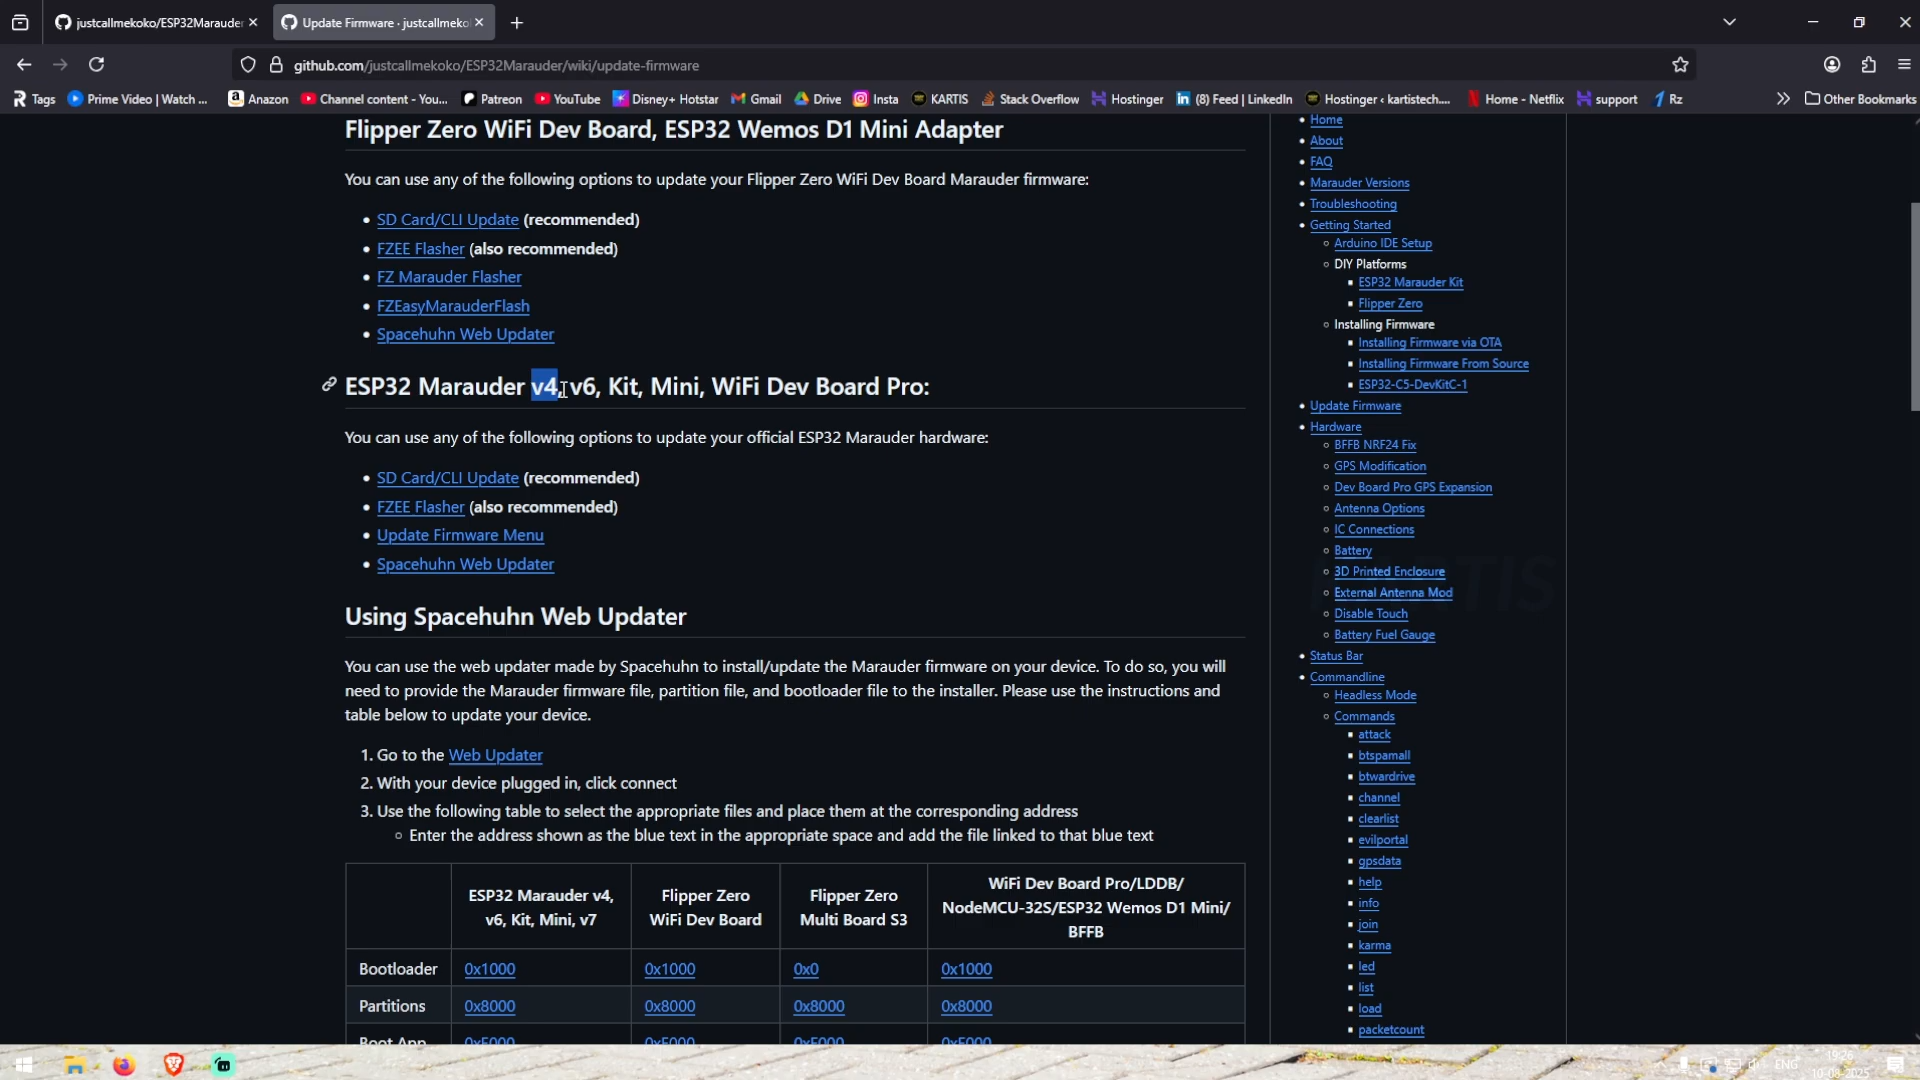 justcallmekoko/ESP32Marauder
Update Firmware · justcallmeko
github.com/justcallmekoko/ESP32Marauder/wiki/update-firmware
Tags
Prime Video | Watch ...
Amazon
Channel content - You...
Patreon
YouTube
Disney+ Hotstar
Gmail
Drive
Insta
KARTIS
Stack Overflow
Hostinger
(8) Feed | LinkedIn
Hostinger ‹ kartistech....
Home - Netflix
support
Rz
Other Bookmarks
Flipper Zero WiFi Dev Board, ESP32 Wemos D1 Mini Adapter
You can use any of the following options to update your Flipper Zero WiFi Dev Board Marauder firmware:
• SD Card/CLI Update (recommended)
• FZEE Flasher (also recommended)
• FZ Marauder Flasher
• FZEasyMarauderFlash
• Spacehuhn Web Updater
ESP32 Marauder v4, v6, Kit, Mini, WiFi Dev Board Pro:
You can use any of the following options to update your official ESP32 Marauder hardware:
• SD Card/CLI Update (recommended)
• FZEE Flasher (also recommended)
• Update Firmware Menu
• Spacehuhn Web Updater
Using Spacehuhn Web Updater
You can use the web updater made by Spacehuhn to install/update the Marauder firmware on your device. To do so, you will
need to provide the Marauder firmware file, partition file, and bootloader file to the installer. Please use the instructions and
table below to update your device.
1. Go to the Web Updater
2. With your device plugged in, click connect
3. Use the following table to select the appropriate files and place them at the corresponding address
Enter the address shown as the blue text in the appropriate space and add the file linked to that blue text
ESP32 Marauder v4,
v6, Kit, Mini, v7
Flipper Zero
WiFi Dev Board
Flipper Zero
Multi Board S3
WiFi Dev Board Pro/LDDB/
NodeMCU-32S/ESP32 Wemos D1 Mini/
BFFB
Bootloader 0x1000 0x1000 0x0 0x1000
Partitions 0x8000 0x8000 0x8000 0x8000
Boot App 0xE000 0xE000 0xE000 0xE000
Home
About
FAQ
Marauder Versions
Troubleshooting
Getting Started
Arduino IDE Setup
DIY Platforms
ESP32 Marauder Kit
Flipper Zero
Installing Firmware
Installing Firmware via OTA
Installing Firmware From Source
ESP32-C5-DevKitC-1
Update Firmware
Hardware
BFFB NRF24 Fix
GPS Modification
Dev Board Pro GPS Expansion
Antenna Options
IC Connections
Battery
3D Printed Enclosure
External Antenna Mod
Disable Touch
Battery Fuel Gauge
Status Bar
Commandline
Headless Mode
Commands
attack
btspamall
btwardrive
channel
clearlist
evilportal
gpsdata
help
info
join
karma
led
list
load
packetcount
ENG
19:26
10-08-2025